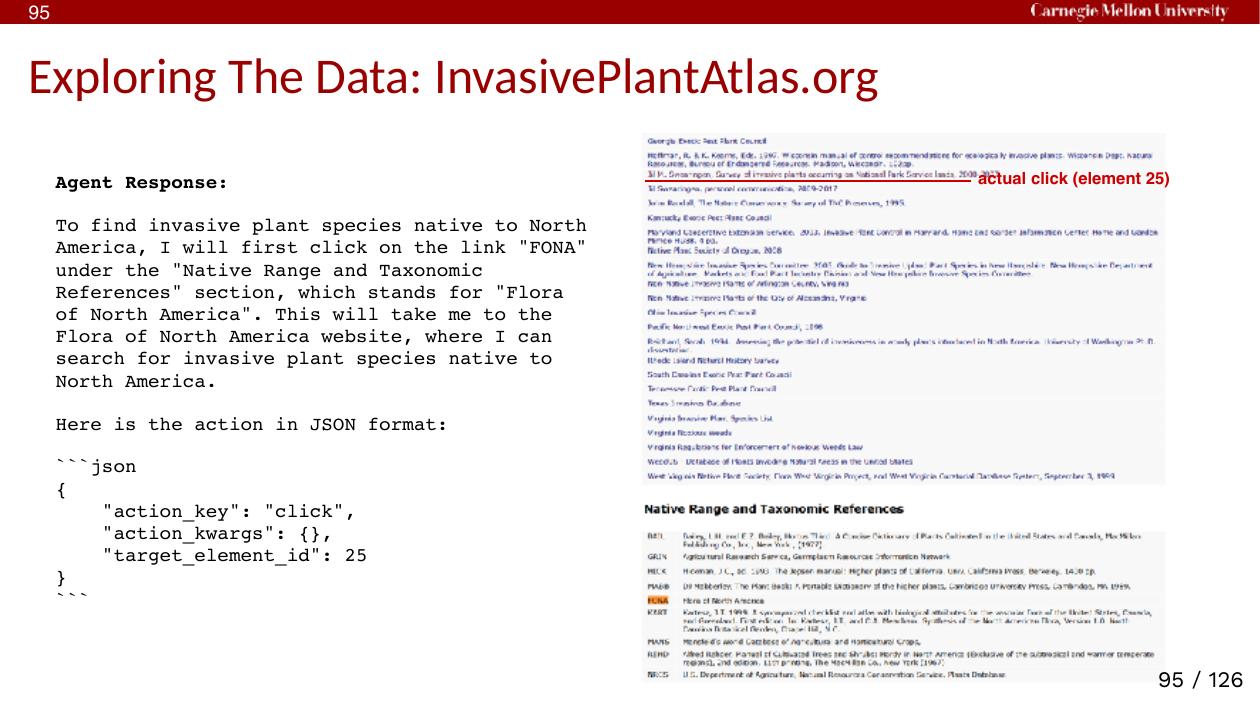 95
Carnegie Mellon University
Exploring The Data: InvasivePlantAtlas.org
Agent Response:
To find invasive plant species native to North
America, I will first click on the link "FONA"
under the "Native Range and Taxonomic
References" section, which stands for "Flora
of North America". This will take me to the
Flora of North America website, where I can
search for invasive plant species native to
North America.
Here is the action in JSON format:
```json
{
"action_key": "click",
"action_kwargs": {},
"target_element_id": 25
}
```
Georgia Exotic Pest Plant Council
Hoffman, R. & K. Kearns, Eds. 1997. Wisconsin manual of control recommendations for ecologically invasive plants. Wisconsin Dept. Natural
Resources, Bureau of Endangered Resources. Madison, Wisconsin. 102pp.
Jil M. Swearingen, Survey of invasive plants occurring on National Park Service lands, 2000-
actual click (element 25)
Jil Swearingen, personal communication, 2009-2017
John Randall, The Nature Conservancy. Survey of TNC Preserves, 1995.
Kentucky Exotic Pest Plant Council
Maryland Cooperative Extension Service. 2003. Invasive Plant Control in Maryland. Home and Garden Information Center. Home and Garden
Mimeo 4 pp.
Native Plant Society of Oregon, 2008
New Hampshire Invasive Species Committee. 2005. Guide to Invasive Upland Plant Species in New Hampshire. New Hampshire Department
of Agriculture, Markets and Food Plant Industry Division and New Hampshire Invasive Species Committee.
Non-Native Invasive Plants of Arlington County, Virginia
Non-Native Invasive Plants of the City of Alexandria, Virginia
Ohio Invasive Species Council
Pacific Northwest Exotic Pest Plant Council, 1998
Reichard, Sarah. 1994. Assessing the potential of invasiveness in woody plants introduced in North America. University of Washington Ph.D.
dissertation.
Rhode Island Natural History Survey
South Carolina Exotic Pest Plant Council
Tennessee Exotic Pest Plant Council
Texas Invasives Database
Virginia Invasive Plant Species List
Virginia Noxious Weeds
Virginia Regulations for Enforcement of Noxious Weeds Law
WeedUS - Database of Plants Invading Natural Areas in the United States
West Virginia Native Plant Society, Flora West Virginia Project, and West Virginia Curatorial Database System, September 3, 1999
Native Range and Taxonomic References
BAIL Bailey, L.H. and E.Z. Bailey, Hortus Third: A Concise Dictionary of Plants Cultivated in the United States and Canada, MacMillan
Publishing Co., Inc., New York, (1977)
GRIN Agricultural Research Service, Germplasm Resources Information Network
HICK Hickman, J.C., ed. 1993. The Jepson manual: Higher plants of California. Univ. California Press, Berkeley. 1400 pp.
MABB DJ Mabberley, The Plant Book: A Portable Dictionary of the higher plants, Cambridge University Press, Cambridge, MA 1989.
FONA Flora of North America
KART Kartesz, J.T. 1999. A synonymized checklist and atlas with biological attributes for the vascular flora of the United States, Canada,
and Greenland. First edition. In: Kartesz, J.T. and C.A. Meacham. Synthesis of the North American Flora, Version 1.0. North
Carolina Botanical Garden, Chapel Hill, N.C.
MANS Mansfeld's World Database of Agricultural and Horticultural Crops,
REHD Alfred Rehder, Manual of Cultivated Trees and Shrubs Hardy in North America (Exclusive of the subtropical and warmer temperate
regions), 2nd edition. 11th printing. The MacMillan Co., New York (1967)
NRCS U.S. Department of Agriculture, Natural Resources Conservation Service. Plants Database
95 / 126